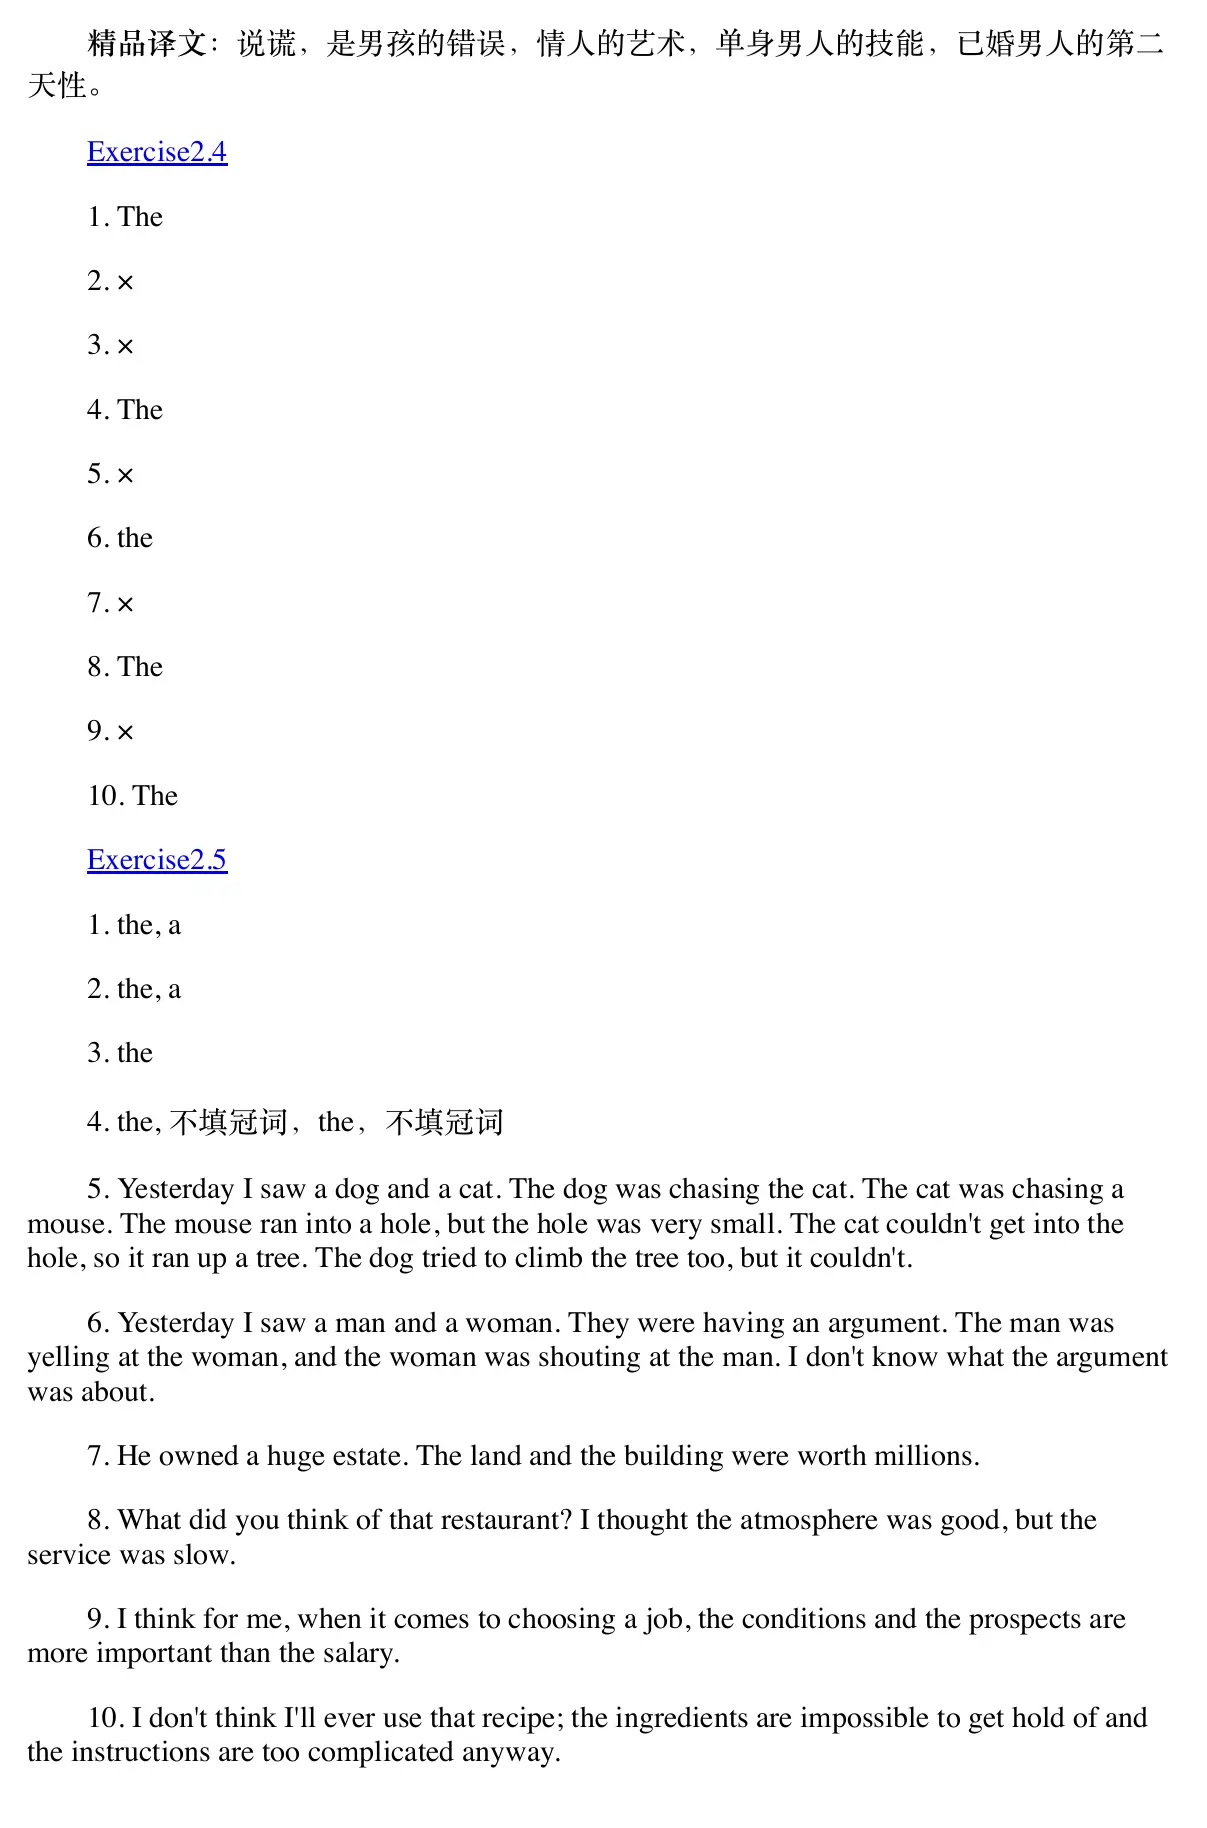 精品译文：说谎，是男孩的错误，情人的艺术，单身男人的技能，已婚男人的第二
天性。
Exercise2.4
1. The
2. ×
3. ×
4. The
5. ×
6. the
7. ×
8. The
9. ×
10. The
Exercise2.5
1. the, a
2. the, a
3. the
4. the, 不填冠词，the，不填冠词
5. Yesterday I saw a dog and a cat. The dog was chasing the cat. The cat was chasing a
mouse. The mouse ran into a hole, but the hole was very small. The cat couldn't get into the
hole, so it ran up a tree. The dog tried to climb the tree too, but it couldn't.
6. Yesterday I saw a man and a woman. They were having an argument. The man was
yelling at the woman, and the woman was shouting at the man. I don't know what the argument
was about.
7. He owned a huge estate. The land and the building were worth millions.
8. What did you think of that restaurant? I thought the atmosphere was good, but the
service was slow.
9. I think for me, when it comes to choosing a job, the conditions and the prospects are
more important than the salary.
10. I don't think I'll ever use that recipe; the ingredients are impossible to get hold of and
the instructions are too complicated anyway.